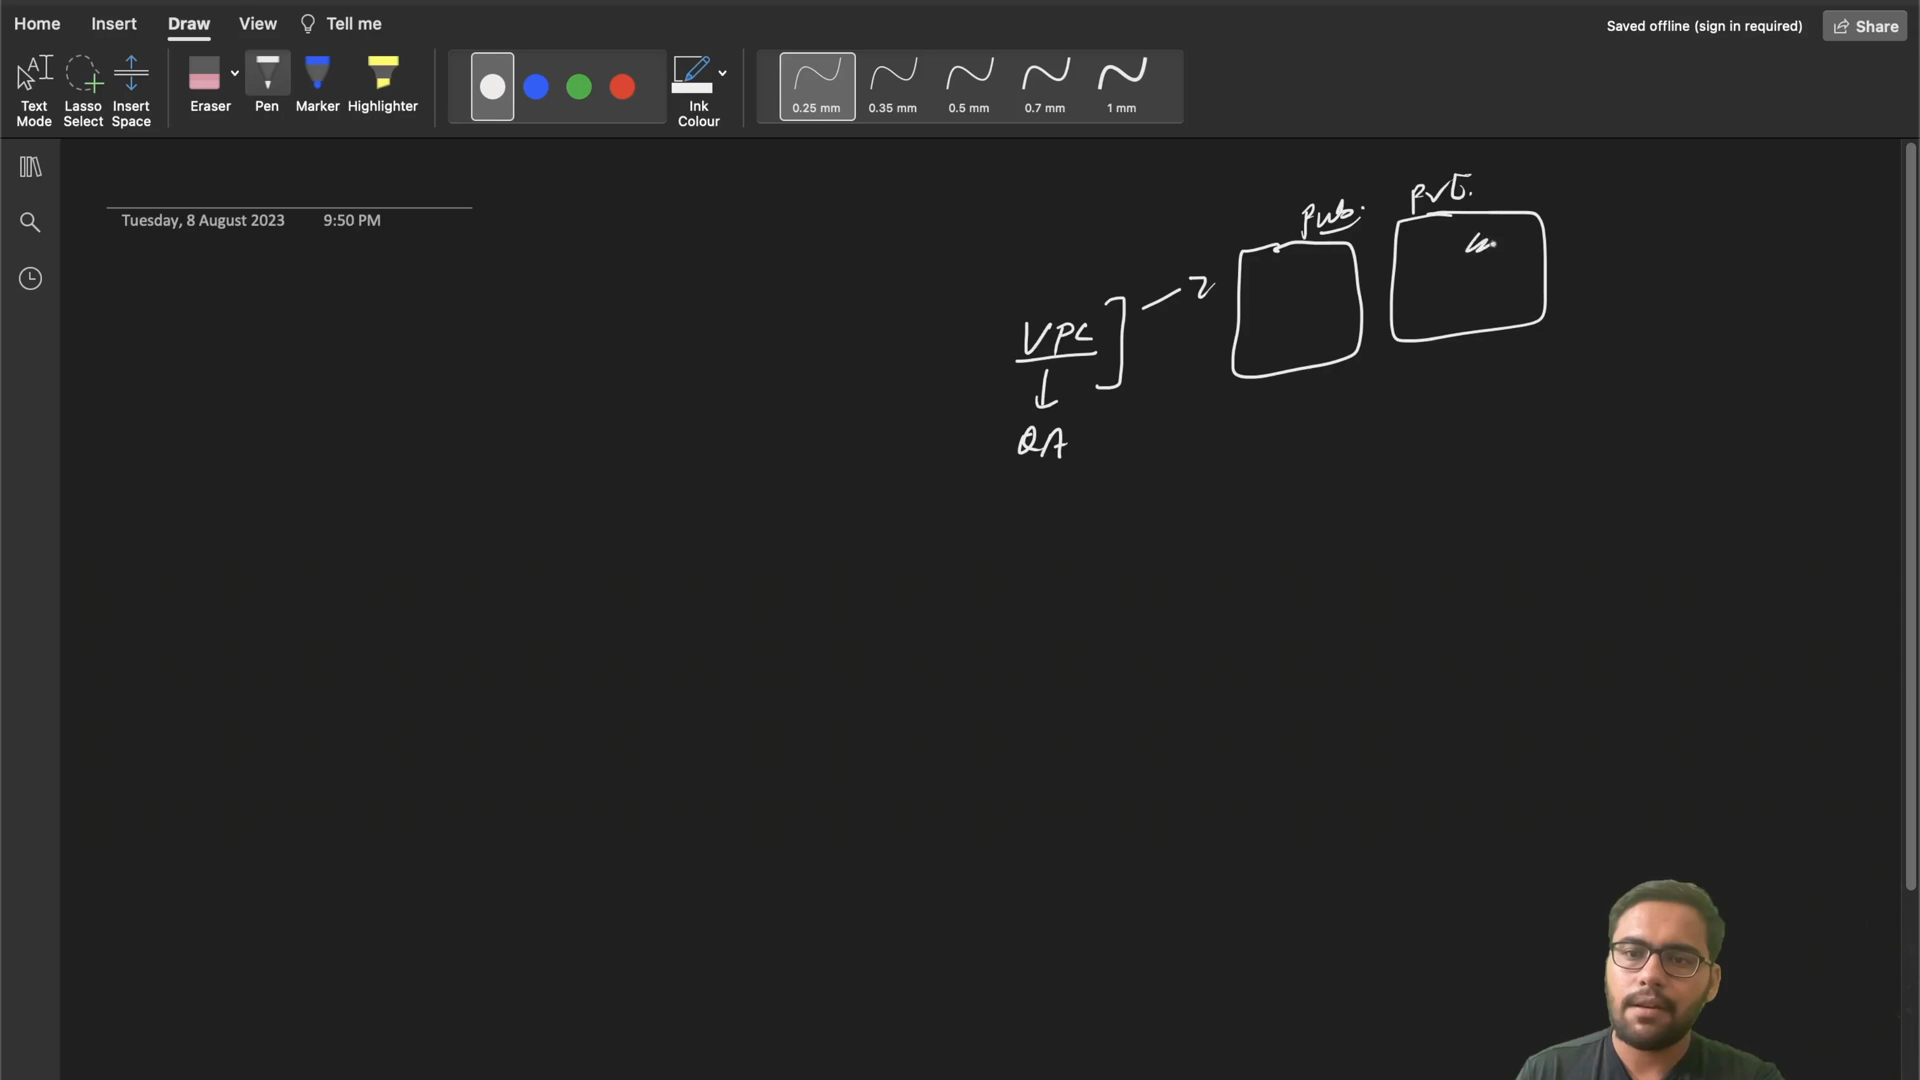 Home Insert Draw View Tell me
Saved offline (sign in required) Share
Text Mode
Lasso Select
Insert Space
Eraser
Pen
Marker
Highlighter
Ink Colour
0.25 mm
0.35 mm
0.5 mm
0.7 mm
1 mm
Tuesday, 8 August 2023 9:50 PM
pub.
pvt.
2
VPC
QA